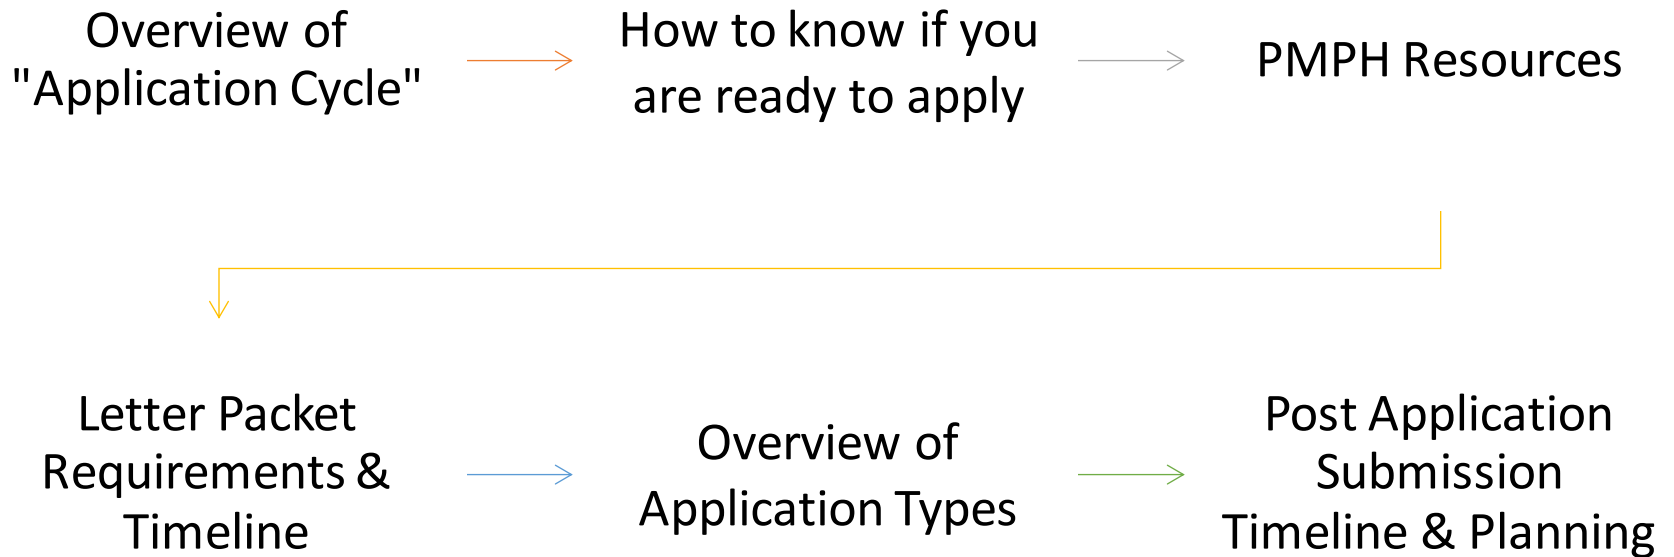 Overview of
"Application Cycle"
How to know if you
are ready to apply
PMPH Resources
Letter Packet
Requirements &
Timeline
Overview of
Application Types
Post Application
Submission
Timeline & Planning